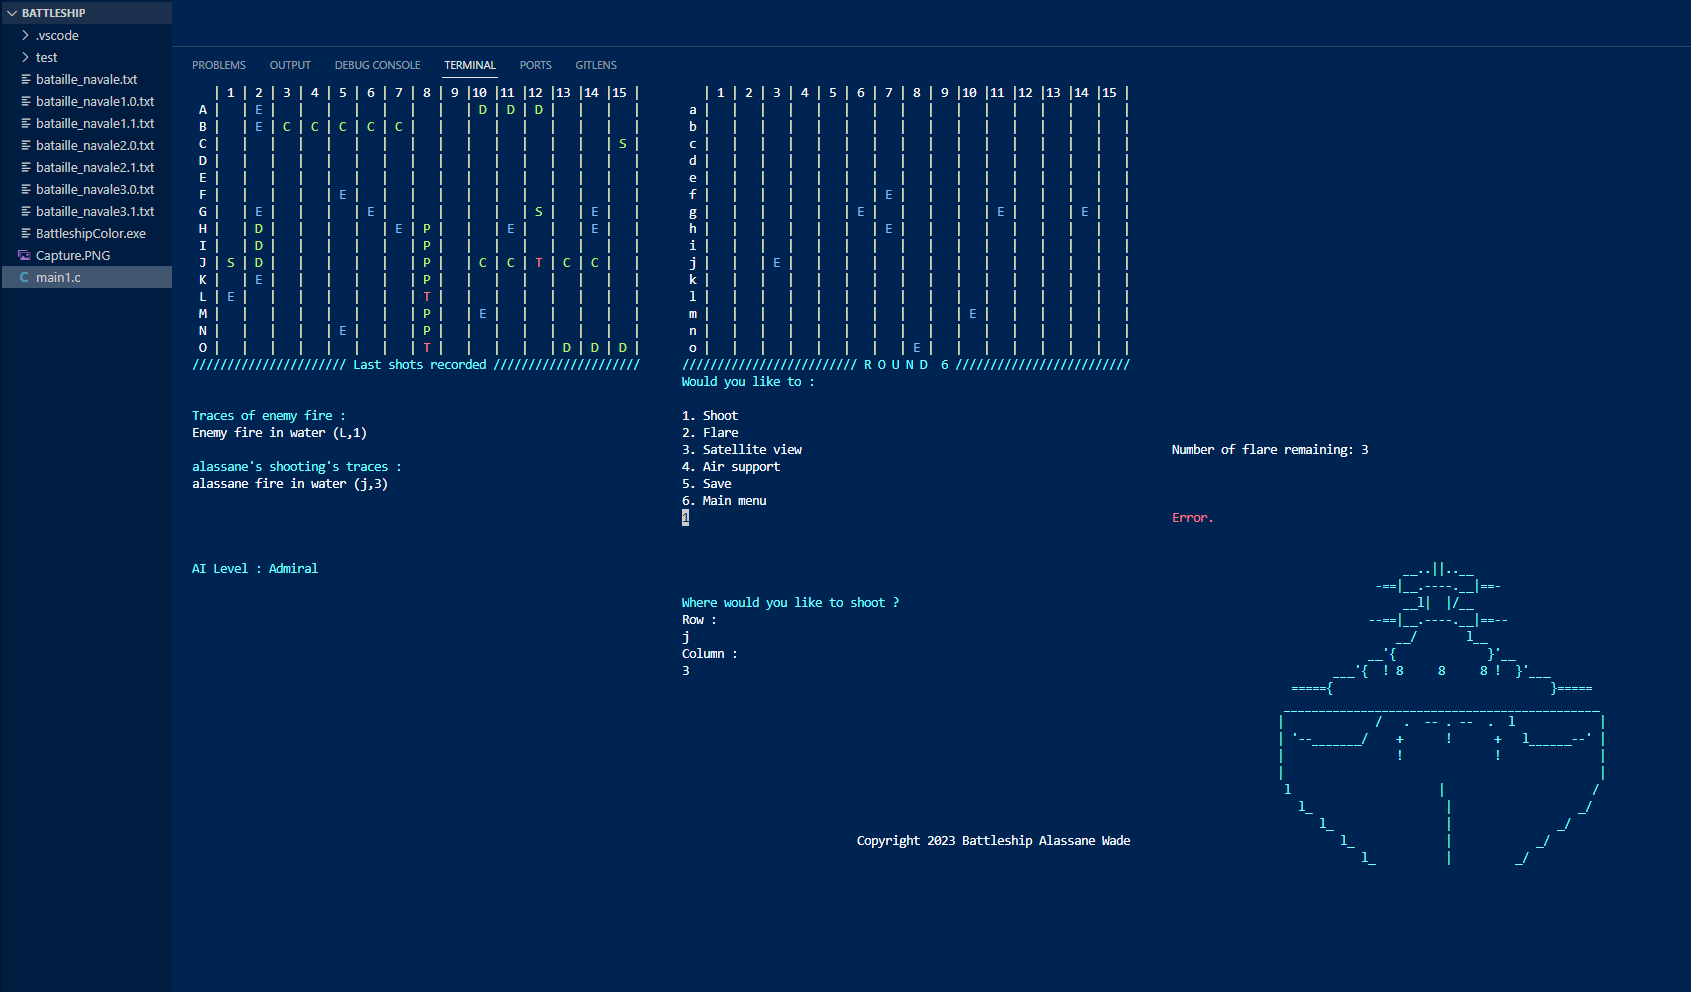 BATTLESHIP
.vscode
test
bataille_navale.txt
bataille_navale1.0.txt
bataille_navale1.1.txt
bataille_navale2.0.txt
bataille_navale2.1.txt
bataille_navale3.0.txt
bataille_navale3.1.txt
BattleshipColor.exe
Capture.PNG
C main1.c
PROBLEMS OUTPUT DEBUG CONSOLE TERMINAL PORTS GITLENS
| 1 | 2 | 3 | 4 | 5 | 6 | 7 | 8 | 9 |10 |11 |12 |13 |14 |15 |
A | | E | | | | | | | | D | D | D | | | |
B | | E | C | C | C | C | C | | | | | | | | |
C | | | | | | | | | | | | | | | S |
D | | | | | | | | | | | | | | | |
E | | | | | | | | | | | | | | | |
F | | | | | E | | | | | | | | | | |
G | | E | | | | E | | | | | | S | | E | |
H | | D | | | | | E | P | | | E | | | E | |
I | | D | | | | | | P | | | | | | | |
J | S | D | | | | | | P | | C | C | T | C | C | |
K | | E | | | | | | P | | | | | | | |
L | E | | | | | | | T | | | | | | | |
M | | | | | | | | P | | E | | | | | |
N | | | | | E | | | P | | | | | | | |
O | | | | | | | | T | | | | | D | D | D |
////////////////////// Last shots recorded /////////////////////
Traces of enemy fire :
Enemy fire in water (L,1)
alassane's shooting's traces :
alassane fire in water (j,3)
AI Level : Admiral
| 1 | 2 | 3 | 4 | 5 | 6 | 7 | 8 | 9 |10 |11 |12 |13 |14 |15 |
a | | | | | | | | | | | | | | | |
b | | | | | | | | | | | | | | | |
c | | | | | | | | | | | | | | | |
d | | | | | | | | | | | | | | | |
e | | | | | | | | | | | | | | | |
f | | | | | | | E | | | | | | | | |
g | | | | | | E | | | | | E | | | E | |
h | | | | | | | E | | | | | | | | |
i | | | | | | | | | | | | | | | |
j | | | E | | | | | | | | | | | | |
k | | | | | | | | | | | | | | | |
l | | | | | | | | | | | | | | | |
m | | | | | | | | | | E | | | | | |
n | | | | | | | | | | | | | | | |
o | | | | | | | | E | | | | | | | |
///////////////////////// R O U N D  6 /////////////////////////
Would you like to :
1. Shoot
2. Flare
3. Satellite view
4. Air support
5. Save
6. Main menu
1
Where would you like to shoot ?
Row :
j
Column :
3
Copyright 2023 Battleship Alassane Wade
Number of flare remaining: 3
Error.